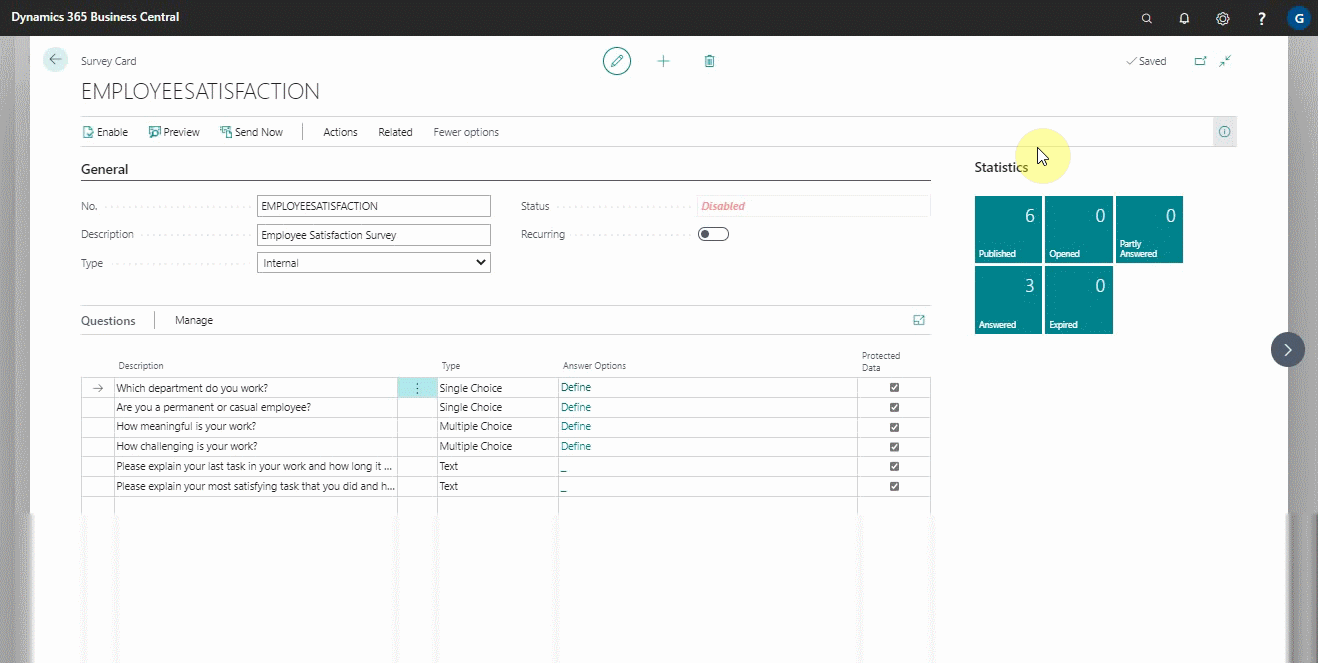 Dynamics 365 Business Central
?
G
Survey Card
Saved
EMPLOYEESATISFACTION
Enable
Preview
Send Now
Actions
Related
Fewer options
General
Statistics
No.
EMPLOYEESATISFACTION
Status
Disabled
Description
Employee Satisfaction Survey
Recurring
Type
Internal
6
Published
0
Opened
0
Partly
Answered
3
Answered
0
Expired
Questions
Manage
Description
Type
Answer Options
Protected
Data
Which department do you work?
Single Choice
Define
Are you a permanent or casual employee?
Single Choice
Define
How meaningful is your work?
Multiple Choice
Define
How challenging is your work?
Multiple Choice
Define
Please explain your last task in your work and how long it ...
Text
_
Please explain your most satisfying task that you did and h...
Text
_